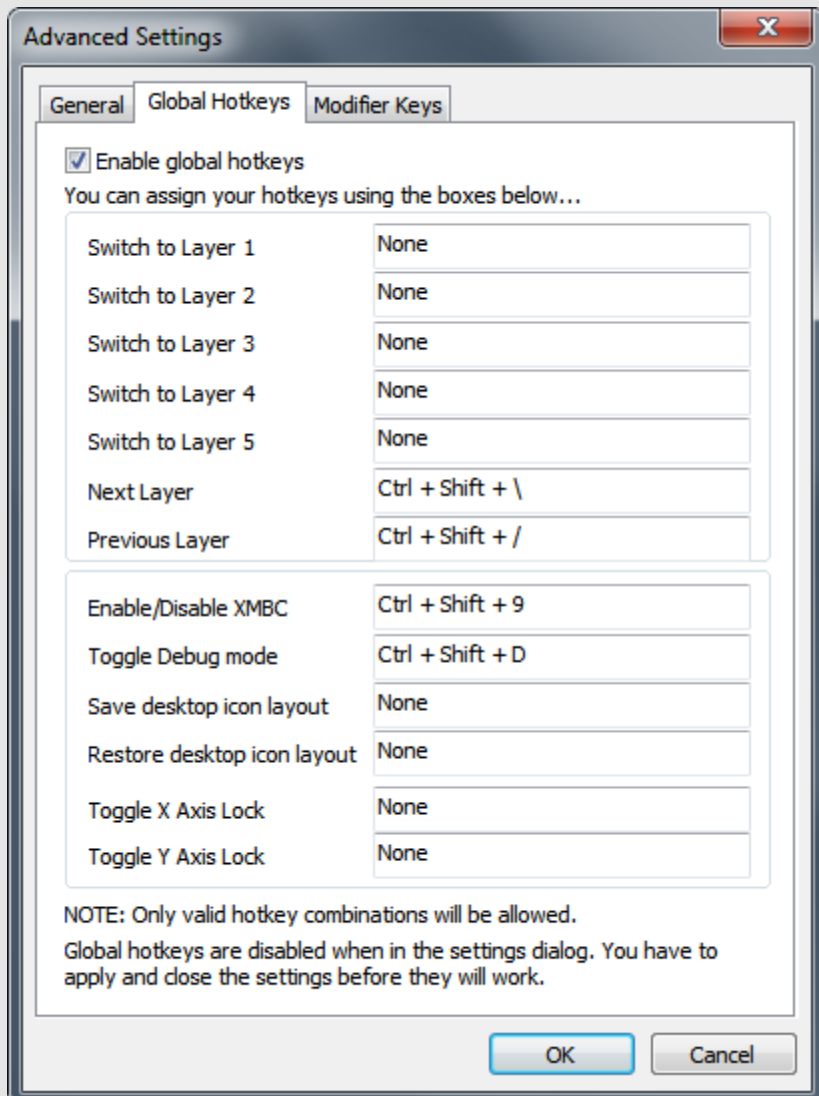 Advanced Settings
General Global Hotkeys Modifier Keys
Enable global hotkeys
You can assign your hotkeys using the boxes below...
Switch to Layer 1 None
Switch to Layer 2 None
Switch to Layer 3 None
Switch to Layer 4 None
Switch to Layer 5 None
Next Layer Ctrl + Shift + \
Previous Layer Ctrl + Shift + /
Enable/Disable XMBC Ctrl + Shift + 9
Toggle Debug mode Ctrl + Shift + D
Save desktop icon layout None
Restore desktop icon layout None
Toggle X Axis Lock None
Toggle Y Axis Lock None
NOTE: Only valid hotkey combinations will be allowed.
Global hotkeys are disabled when in the settings dialog. You have to
apply and close the settings before they will work.
OK Cancel